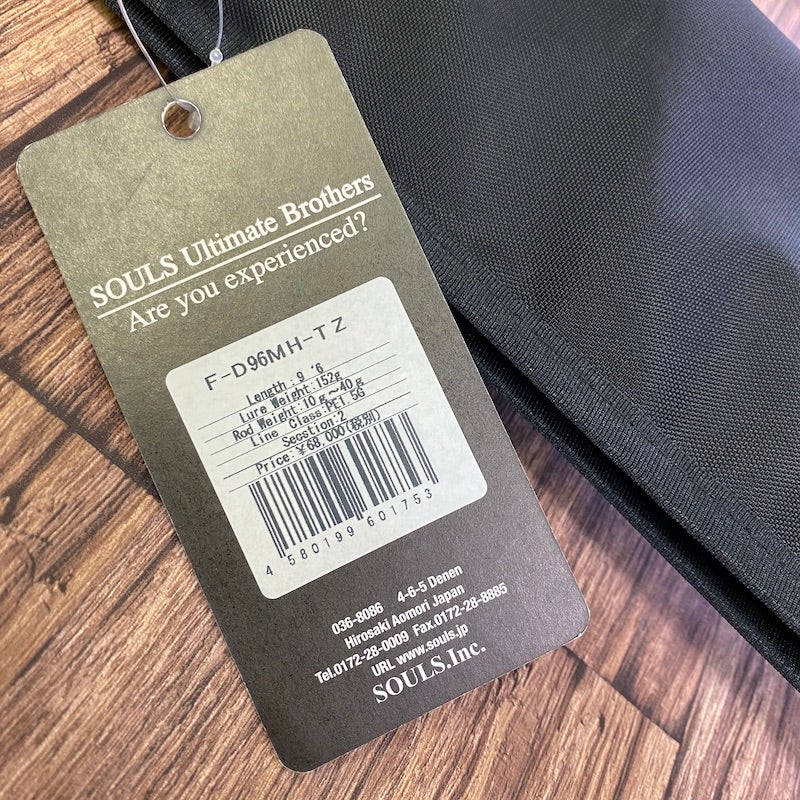 SOULS Ultimate Brothers
Are you experienced?
F-D96MH-TZ
Length:9 '6
Lure Weight:152g
Rod Weight:10g～40g
Line Class:PE1.5G
Secstion:2
Price:¥68,000(税別)
4 580199 601753
036-8086 4-6-5 Denen
Hirosaki Aomori Japan
Tel.0172-28-0009 Fax.0172-28-8885
URL www.souls.jp
SOULS.Inc.